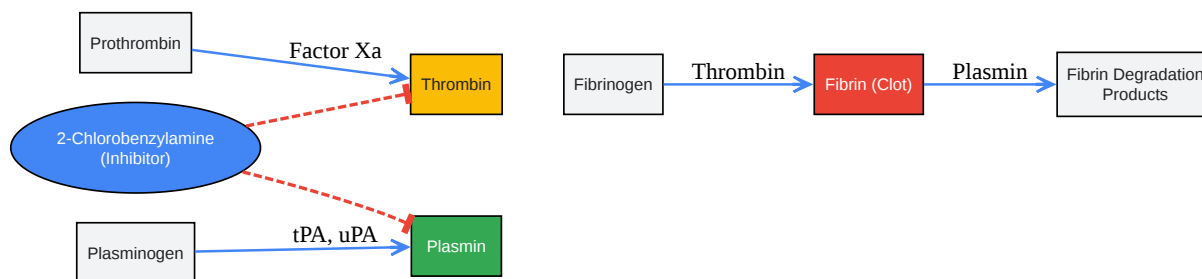 Prothrombin
Factor Xa
Thrombin
2-Chlorobenzylamine
(Inhibitor)
Plasminogen
tPA, uPA
Plasmin
Fibrinogen
Thrombin
Fibrin (Clot)
Plasmin
Fibrin Degradation
Products